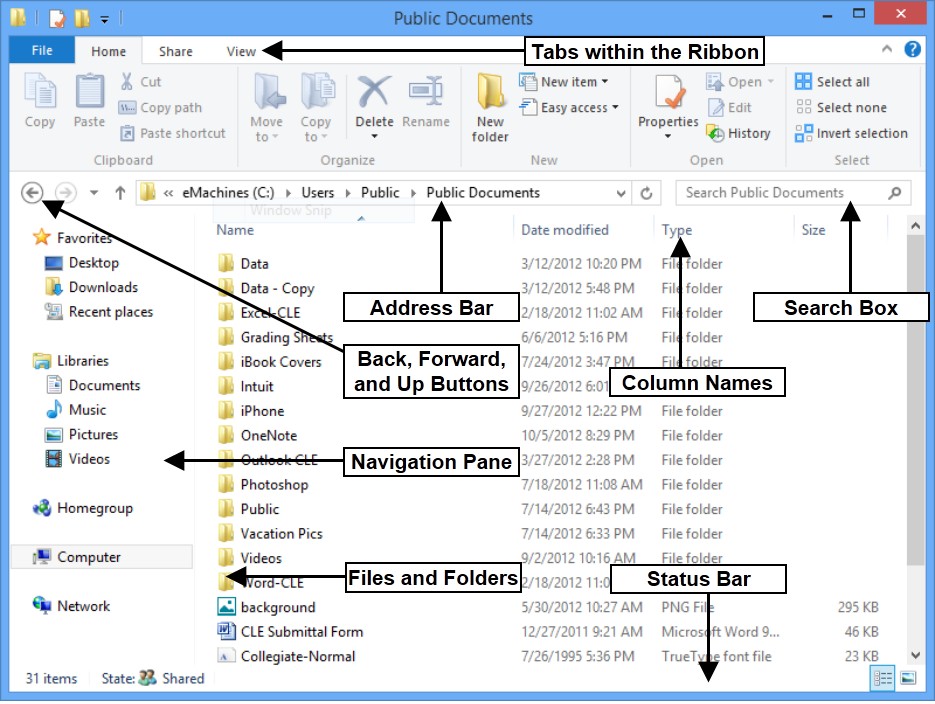 Public Documents
File Home Share View
Tabs within the Ribbon
Copy Paste Cut
Copy path
Paste shortcut
Clipboard
Move to
Copy to
Delete Rename
Organize
New folder
New item
Easy access
New
Properties
Open
Edit
History
Open
Select all
Select none
Invert selection
Select
« eMachines (C:) Users Public Public Documents
Search Public Documents
Window Snip
Name Date modified Type Size
Favorites
Desktop
Downloads
Recent places
Libraries
Documents
Music
Pictures
Videos
Homegroup
Computer
Network
Data 3/12/2012 10:20 PM File folder
Data - Copy 3/12/2012 5:48 PM File folder
Excel-CLE 2/18/2012 11:02 AM File folder
Grading Sheets 6/6/2012 5:16 PM File folder
iBook Covers 7/24/2012 3:47 PM File folder
Intuit 9/26/2012 6:01
iPhone 9/27/2012 12:22 PM File folder
OneNote 10/5/2012 8:29 PM File folder
Outlook CLE 3/27/2012 2:28 PM File folder
Photoshop 7/18/2012 11:08 AM File folder
Public 7/14/2012 6:43 PM File folder
Vacation Pics 7/14/2012 6:33 PM File folder
Videos 9/2/2012 10:16 AM File folder
Word-CLE 2/18/2012
background 5/30/2012 10:27 AM PNG File 295 KB
CLE Submittal Form 12/27/2011 9:21 AM Microsoft Word 9... 46 KB
Collegiate-Normal 7/26/1995 5:36 PM TrueType font file 23 KB
Address Bar
Search Box
Back, Forward,
and Up Buttons
Column Names
Navigation Pane
Files and Folders
Status Bar
31 items State: Shared